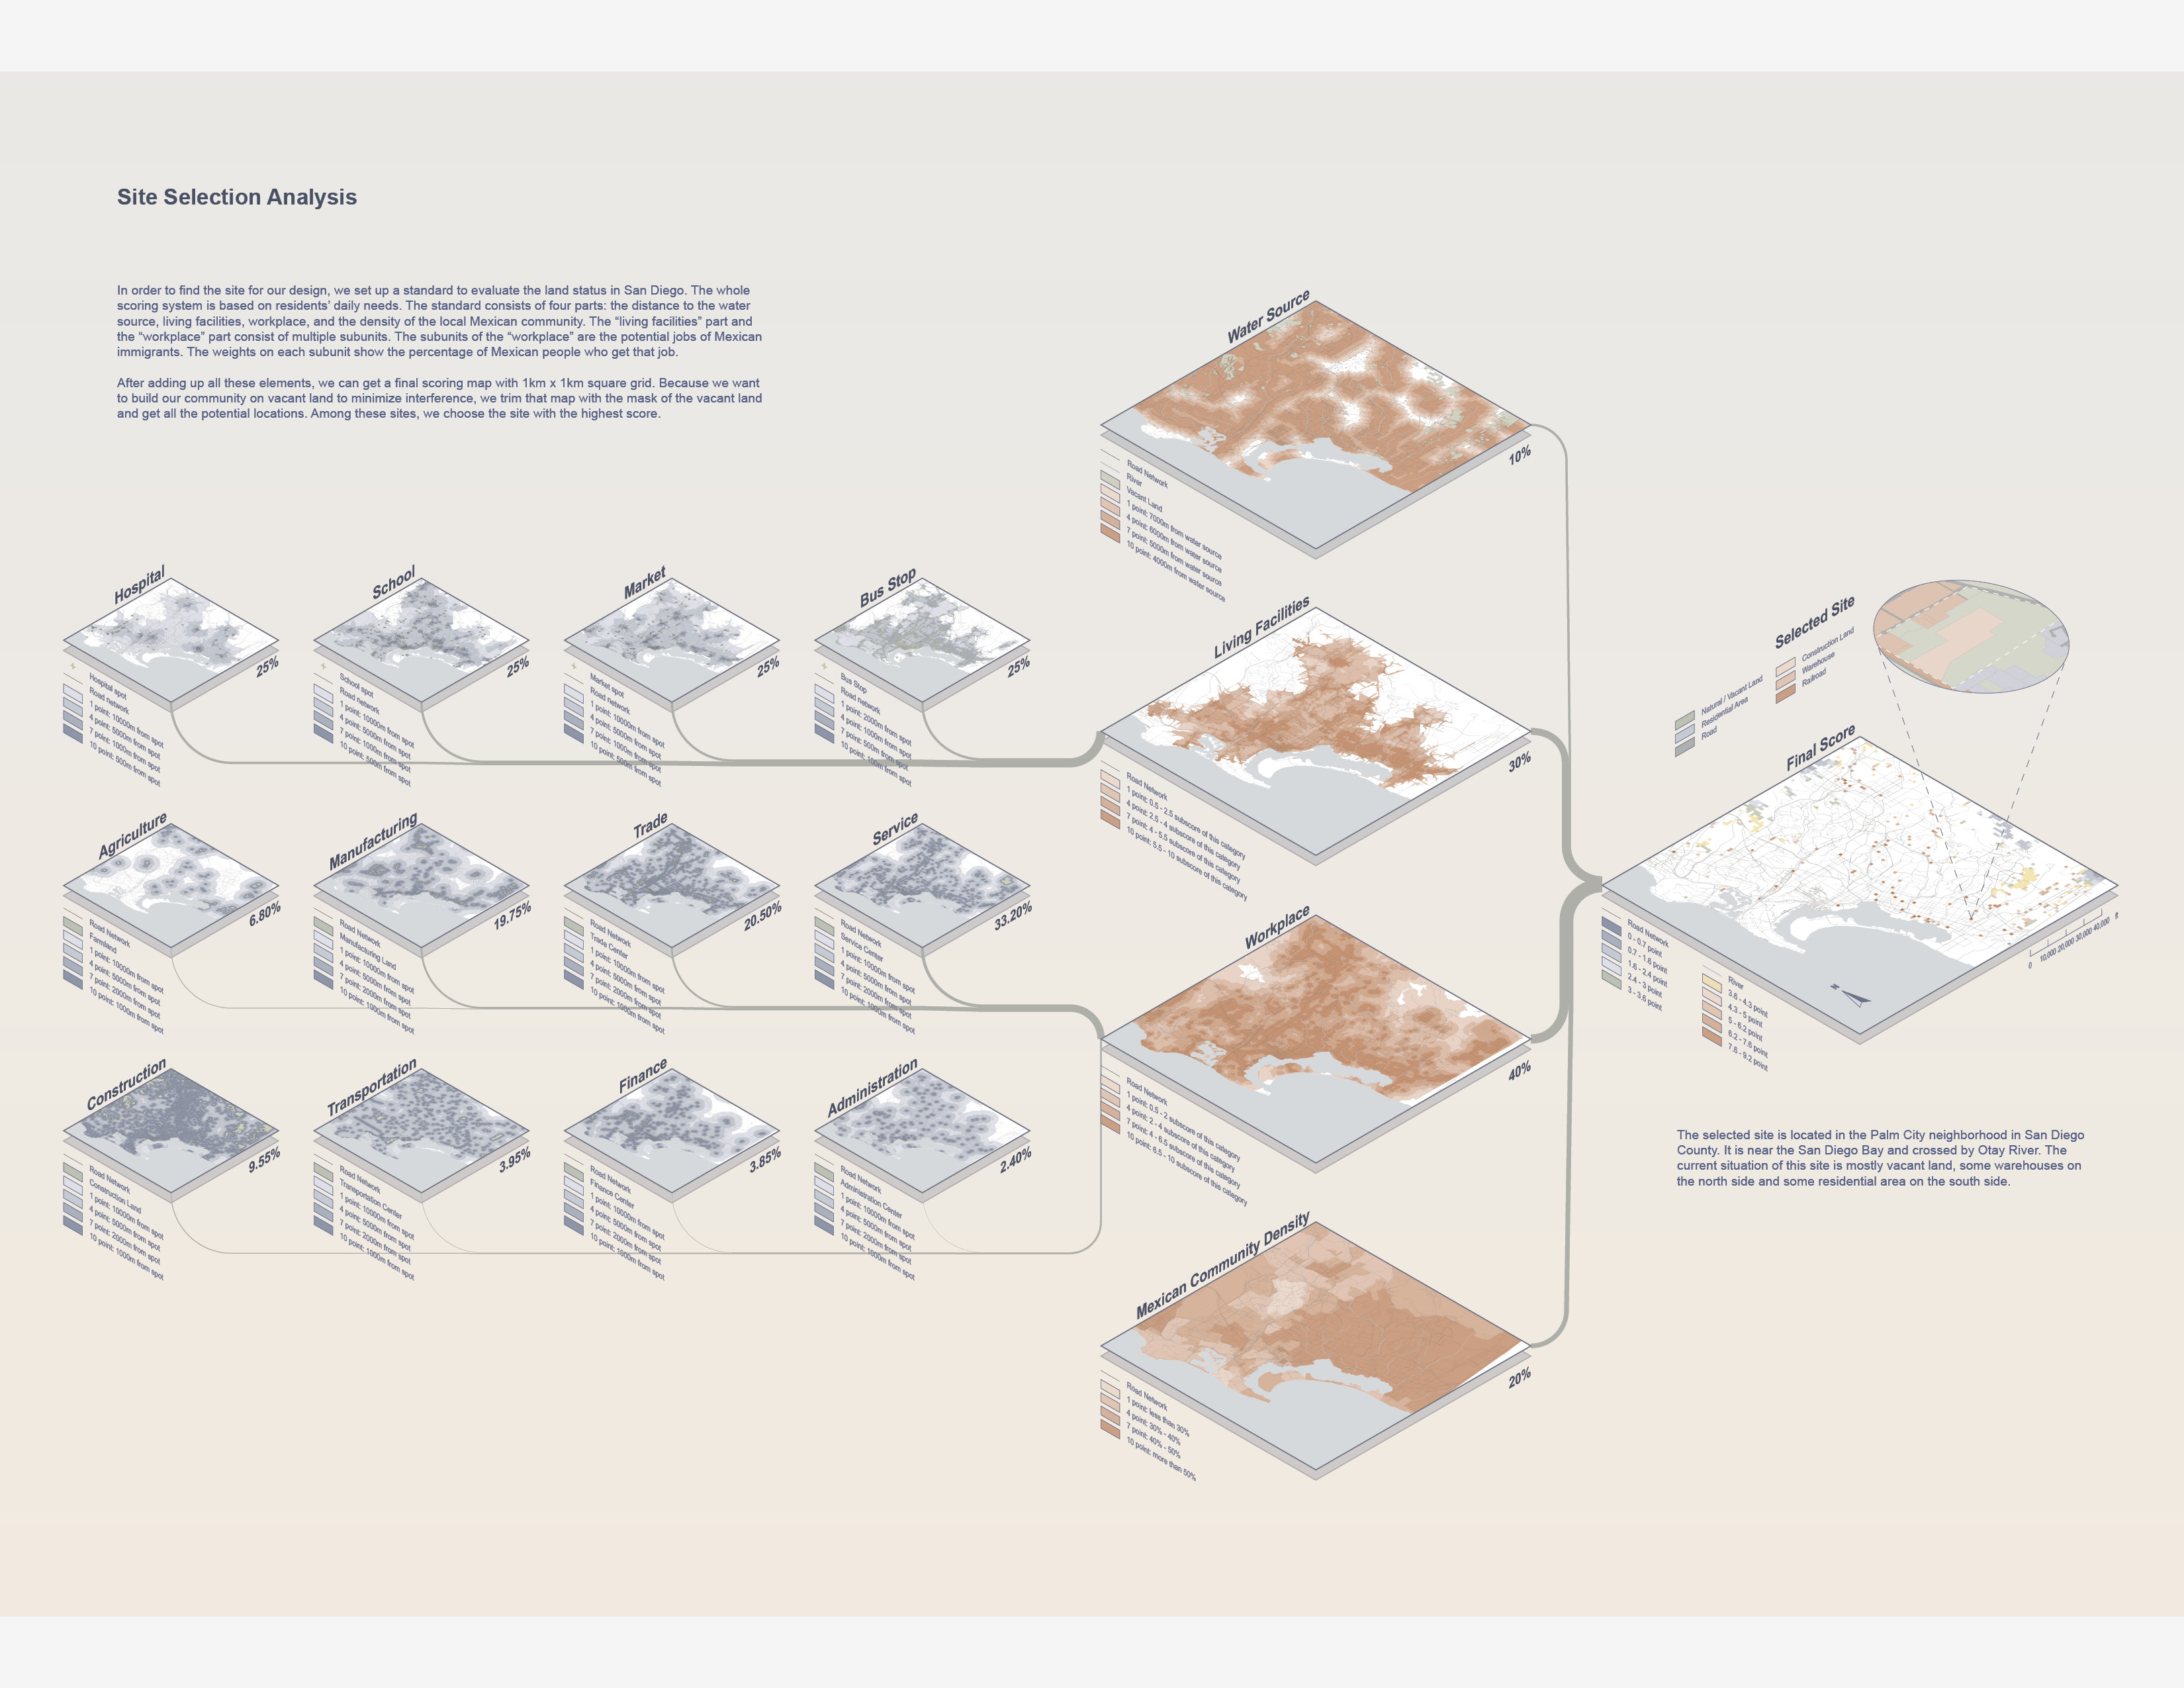 Site Selection Analysis
In order to find the site for our design, we set up a standard to evaluate the land status in San Diego. The whole
scoring system is based on residents’ daily needs. The standard consists of four parts: the distance to the water
source, living facilities, workplace, and the density of the local Mexican community. The “living facilities” part and
the “workplace” part consist of multiple subunits. The subunits of the “workplace” are the potential jobs of Mexican
immigrants. The weights on each subunit show the percentage of Mexican people who get that job.
After adding up all these elements, we can get a final scoring map with 1km x 1km square grid. Because we want
to build our community on vacant land to minimize interference, we trim that map with the mask of the vacant land
and get all the potential locations. Among these sites, we choose the site with the highest score.
Water Source
10%
Road Network
River
Vacant Land
1 point: 7000m from water source
4 point: 6000m from water source
7 point: 5000m from water source
10 point: 4000m from water source
Hospital
25%
Hospital spot
Road network
1 point: 10000m from spot
4 point: 5000m from spot
7 point: 1000m from spot
10 point: 500m from spot
School
25%
School spot
Road network
1 point: 10000m from spot
4 point: 5000m from spot
7 point: 1000m from spot
10 point: 500m from spot
Market
25%
Market spot
Road network
1 point: 10000m from spot
4 point: 5000m from spot
7 point: 1000m from spot
10 point: 500m from spot
Bus Stop
25%
Bus Stop
Road network
1 point: 2000m from spot
4 point: 1000m from spot
7 point: 500m from spot
10 point: 100m from spot
Living Facilities
30%
Road Network
1 point: 0.5 - 2.5 subscore of this category
4 point: 2.5 - 4 subscore of this category
7 point: 4 - 5.5 subscore of this category
10 point: 5.5 - 10 subscore of this category
Agriculture
6.80%
Road Network
Farmland
1 point: 10000m from spot
4 point: 5000m from spot
7 point: 2000m from spot
10 point: 1000m from spot
Manufacturing
19.75%
Road Network
Manufacturing Land
1 point: 10000m from spot
4 point: 5000m from spot
7 point: 2000m from spot
10 point: 1000m from spot
Trade
20.50%
Road Network
Trade Center
1 point: 10000m from spot
4 point: 5000m from spot
7 point: 2000m from spot
10 point: 1000m from spot
Service
33.20%
Road Network
Service Center
1 point: 10000m from spot
4 point: 5000m from spot
7 point: 2000m from spot
10 point: 1000m from spot
Workplace
40%
Road Network
1 point: 0.5 - 2 subscore of this category
4 point: 2 - 4 subscore of this category
7 point: 4 - 6.5 subscore of this category
10 point: 6.5 - 10 subscore of this category
Construction
9.55%
Road Network
Construction Land
1 point: 10000m from spot
4 point: 5000m from spot
7 point: 2000m from spot
10 point: 1000m from spot
Transportation
3.95%
Road Network
Transportation Center
1 point: 10000m from spot
4 point: 5000m from spot
7 point: 2000m from spot
10 point: 1000m from spot
Finance
3.85%
Road Network
Finance Center
1 point: 10000m from spot
4 point: 5000m from spot
7 point: 2000m from spot
10 point: 1000m from spot
Administration
2.40%
Road Network
Administration Center
1 point: 10000m from spot
4 point: 5000m from spot
7 point: 2000m from spot
10 point: 1000m from spot
Mexican Community Density
20%
Road Network
1 point: less than 30%
4 point: 30% - 40%
7 point: 40% - 50%
10 point: more than 50%
Selected Site
Natural / Vacant Land
Residential Area
Road
Construction Land
Warehouse
Railroad
Final Score
Road Network
0 - 0.7 point
0.7 - 1.6 point
1.6 - 2.4 point
2.4 - 3 point
3 - 3.6 point
River
3.6 - 4.3 point
4.3 - 5 point
5 - 6.2 point
6.2 - 7.6 point
7.6 - 9.2 point
N
0 10,000 20,000 30,000 40,000 ft
The selected site is located in the Palm City neighborhood in San Diego
County. It is near the San Diego Bay and crossed by Otay River. The
current situation of this site is mostly vacant land, some warehouses on
the north side and some residential area on the south side.